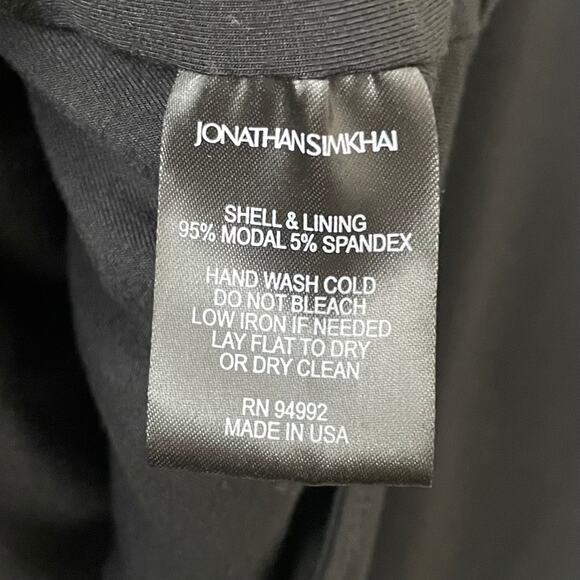 JONATHANSIMKHAI
SHELL & LINING
95% MODAL 5% SPANDEX
HAND WASH COLD
DO NOT BLEACH
LOW IRON IF NEEDED
LAY FLAT TO DRY
OR DRY CLEAN
RN 94992
MADE IN USA